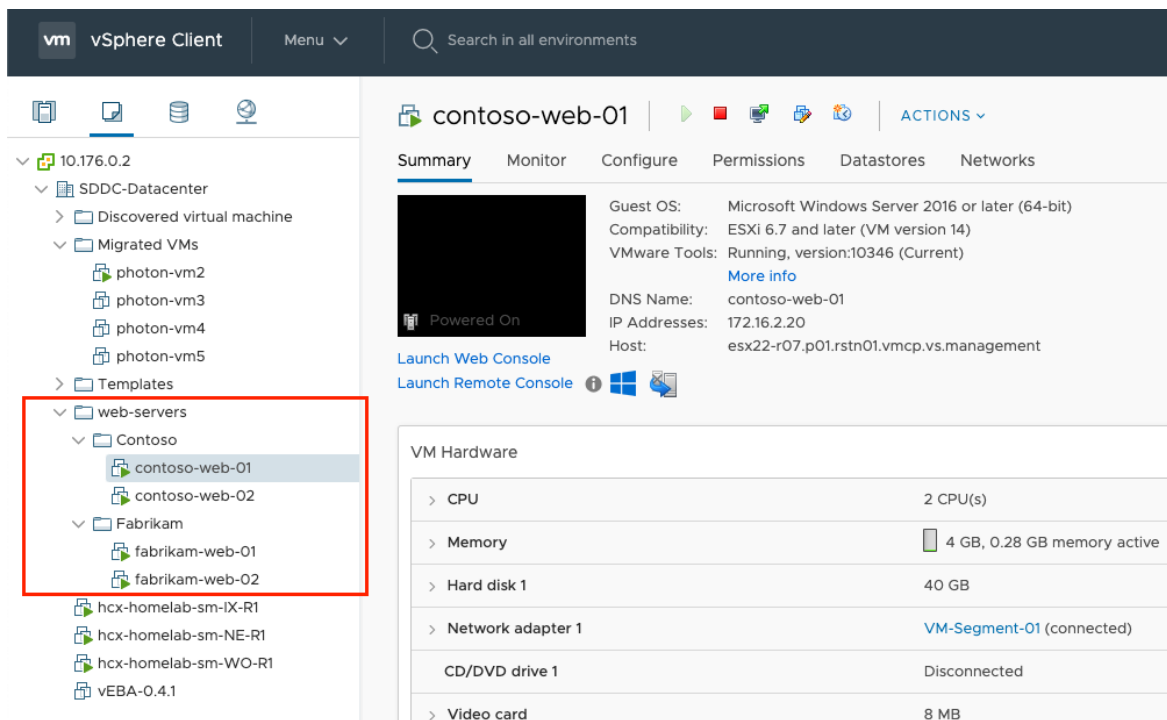 vm vSphere Client Menu Search in all environments
10.176.0.2
SDDC-Datacenter
Discovered virtual machine
Migrated VMs
photon-vm2
photon-vm3
photon-vm4
photon-vm5
Templates
web-servers
Contoso
contoso-web-01
contoso-web-02
Fabrikam
fabrikam-web-01
fabrikam-web-02
hcx-homelab-sm-IX-R1
hcx-homelab-sm-NE-R1
hcx-homelab-sm-WO-R1
vEBA-0.4.1
contoso-web-01 ACTIONS
Summary Monitor Configure Permissions Datastores Networks
Powered On
Launch Web Console
Launch Remote Console
Guest OS: Microsoft Windows Server 2016 or later (64-bit)
Compatibility: ESXi 6.7 and later (VM version 14)
VMware Tools: Running, version:10346 (Current)
More info
DNS Name: contoso-web-01
IP Addresses: 172.16.2.20
Host: esx22-r07.p01.rstn01.vmcp.vs.management
VM Hardware
CPU 2 CPU(s)
Memory 4 GB, 0.28 GB memory active
Hard disk 1 40 GB
Network adapter 1 VM-Segment-01 (connected)
CD/DVD drive 1 Disconnected
Video card 8 MB